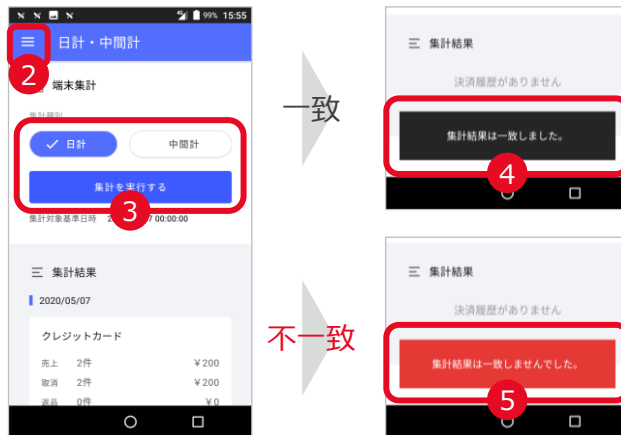 99% 15:55
日計・中間計
2
端末集計
集計種別
日計
中間計
集計を実行する
3
集計対象基準日時 2 7 00:00:00
集計結果
2020/05/07
クレジットカード
売上 2件 ¥200
取消 2件 ¥200
返品 0件 ¥0
一致
不一致
集計結果
決済履歴がありません
集計結果は一致しました。
4
集計結果
決済履歴がありません
集計結果は一致しませんでした。
5